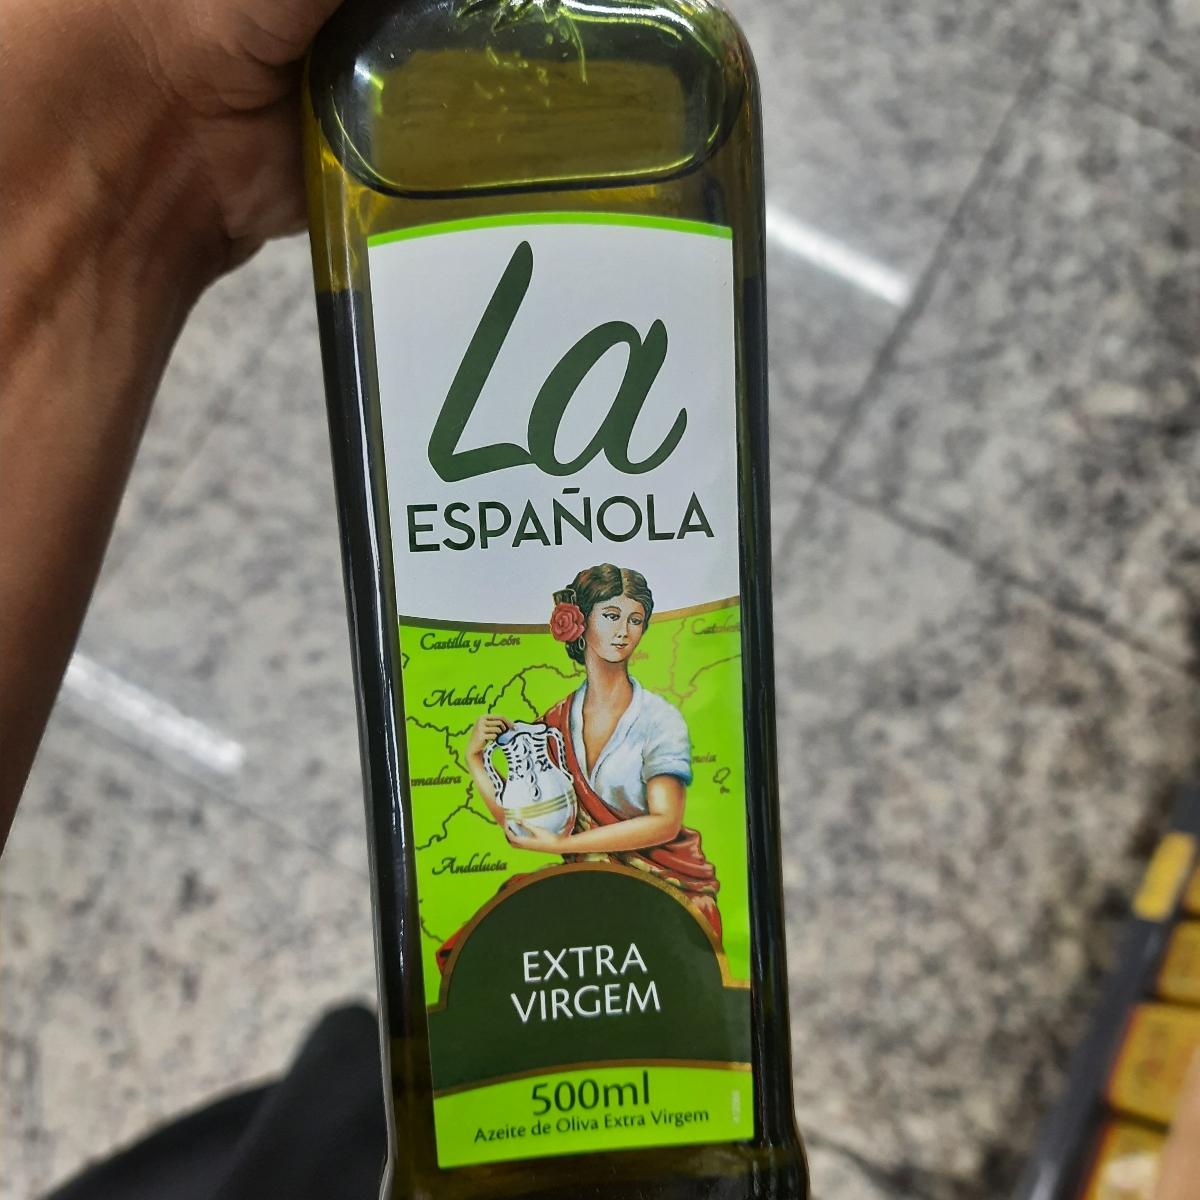 La
ESPAÑOLA
Castilla y León
Madrid
Andalucía
EXTRA
VIRGEM
500ml
Azeite de Oliva Extra Virgem